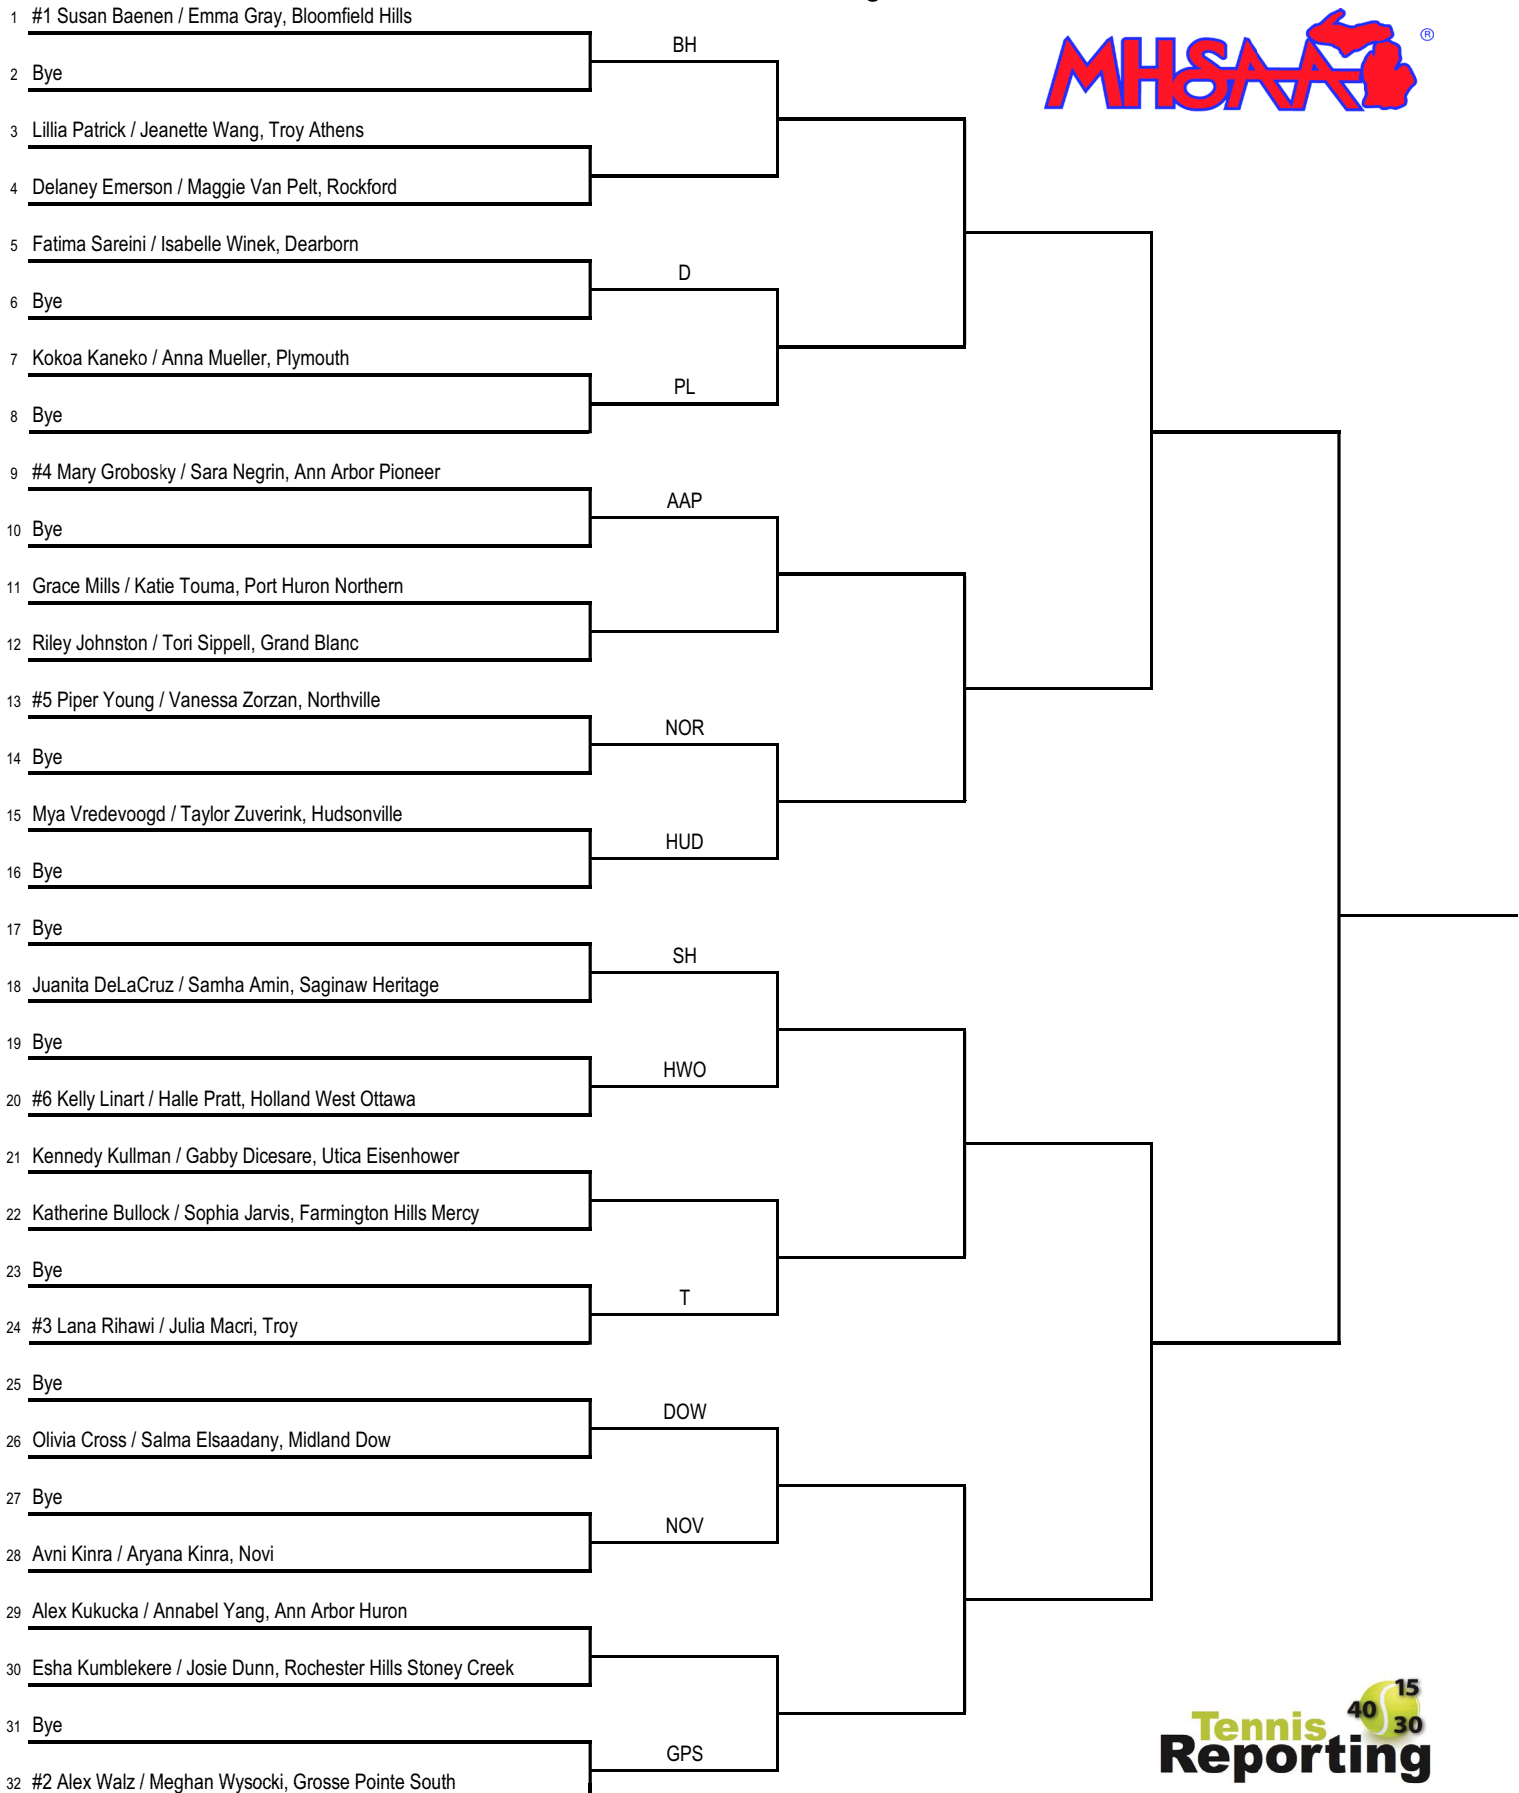 1 #1 Susan Baenen / Emma Gray, Bloomfield Hills
BH
2 Bye
3 Lillia Patrick / Jeanette Wang, Troy Athens
4 Delaney Emerson / Maggie Van Pelt, Rockford
5 Fatima Sareini / Isabelle Winek, Dearborn
D
6 Bye
7 Kokoa Kaneko / Anna Mueller, Plymouth
PL
8 Bye
9 #4 Mary Grobosky / Sara Negrin, Ann Arbor Pioneer
AAP
10 Bye
11 Grace Mills / Katie Touma, Port Huron Northern
12 Riley Johnston / Tori Sippell, Grand Blanc
13 #5 Piper Young / Vanessa Zorzan, Northville
NOR
14 Bye
15 Mya Vredevoogd / Taylor Zuverink, Hudsonville
HUD
16 Bye
17 Bye
SH
18 Juanita DeLaCruz / Samha Amin, Saginaw Heritage
19 Bye
HWO
20 #6 Kelly Linart / Halle Pratt, Holland West Ottawa
21 Kennedy Kullman / Gabby Dicesare, Utica Eisenhower
22 Katherine Bullock / Sophia Jarvis, Farmington Hills Mercy
23 Bye
T
24 #3 Lana Rihawi / Julia Macri, Troy
25 Bye
DOW
26 Olivia Cross / Salma Elsaadany, Midland Dow
27 Bye
NOV
28 Avni Kinra / Aryana Kinra, Novi
29 Alex Kukucka / Annabel Yang, Ann Arbor Huron
30 Esha Kumblekere / Josie Dunn, Rochester Hills Stoney Creek
31 Bye
GPS
32 #2 Alex Walz / Meghan Wysocki, Grosse Pointe South
MHSAA ®
15
40
30
Tennis
Reporting